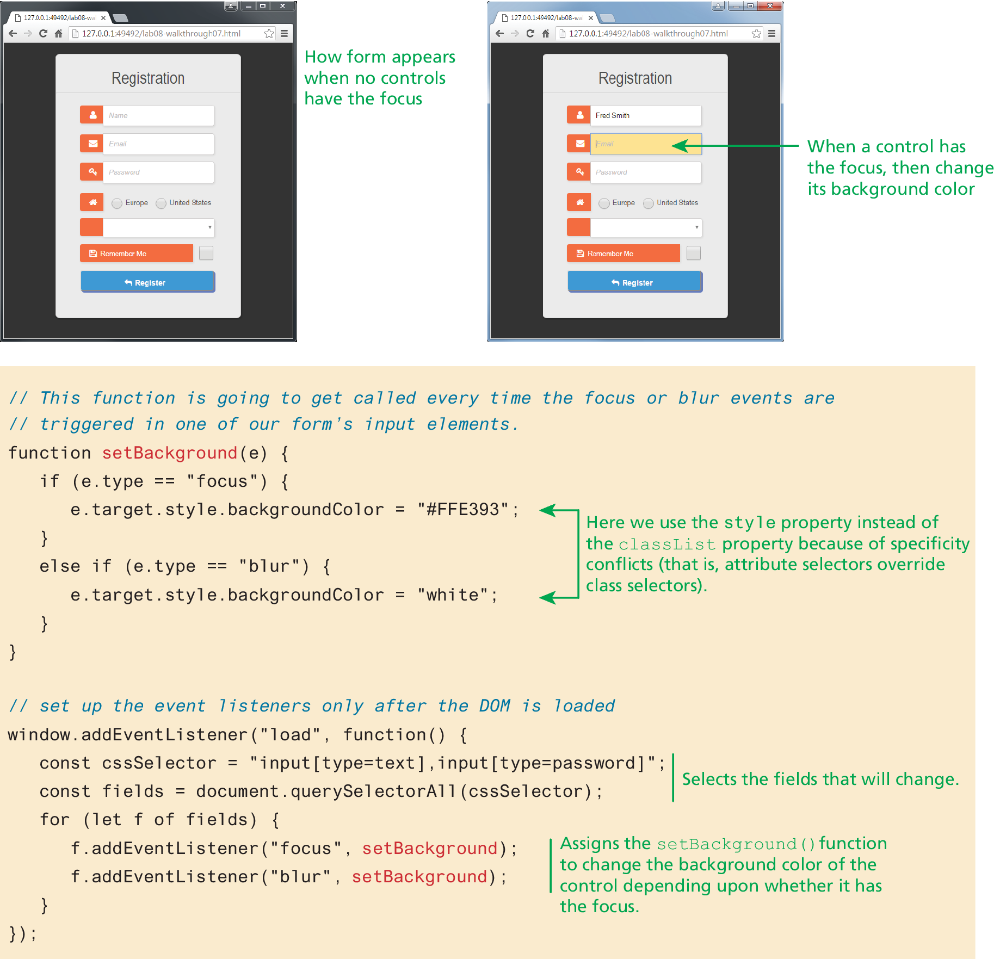 127.0.0.1:49492/lab08-wal
127.0.0.1:49492/lab08-walkthrough07.html
Registration
Name
Email
Password
Europe
United States
Remember Me
Register
How form appears
when no controls
have the focus
127.0.0.1:49492/lab08-wal
127.0.0.1:49492/lab08-walkthrough07.html
Registration
Fred Smith
Email
Password
Europe
United States
Remember Me
Register
When a control has
the focus, then change
its background color
// This function is going to get called every time the focus or blur events are
// triggered in one of our form’s input elements.
function setBackground(e) {
if (e.type == "focus") {
e.target.style.backgroundColor = "#FFE393";
}
else if (e.type == "blur") {
e.target.style.backgroundColor = "white";
}
}
Here we use the style property instead of
the classList property because of specificity
conflicts (that is, attribute selectors override
class selectors).
// set up the event listeners only after the DOM is loaded
window.addEventListener("load", function() {
const cssSelector = "input[type=text],input[type=password]";
const fields = document.querySelectorAll(cssSelector);
Selects the fields that will change.
for (let f of fields) {
f.addEventListener("focus", setBackground);
f.addEventListener("blur", setBackground);
}
});
Assigns the setBackground() function
to change the background color of the
control depending upon whether it has
the focus.